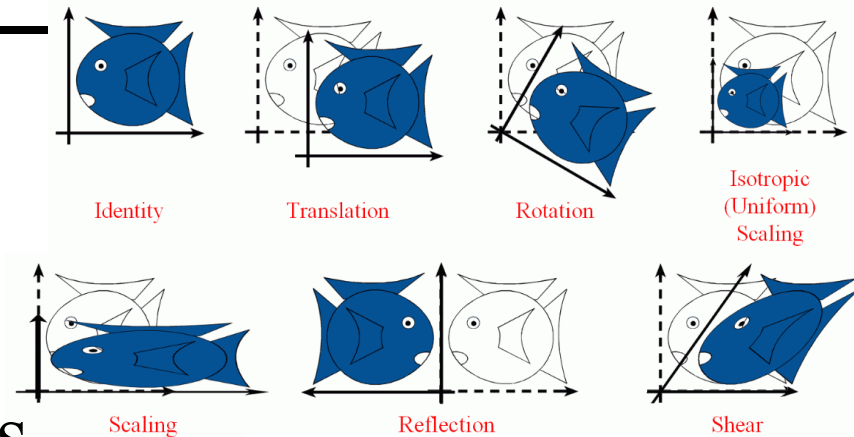 Identity
Translation
Rotation
Isotropic
(Uniform)
Scaling
Scaling
Reflection
Shear